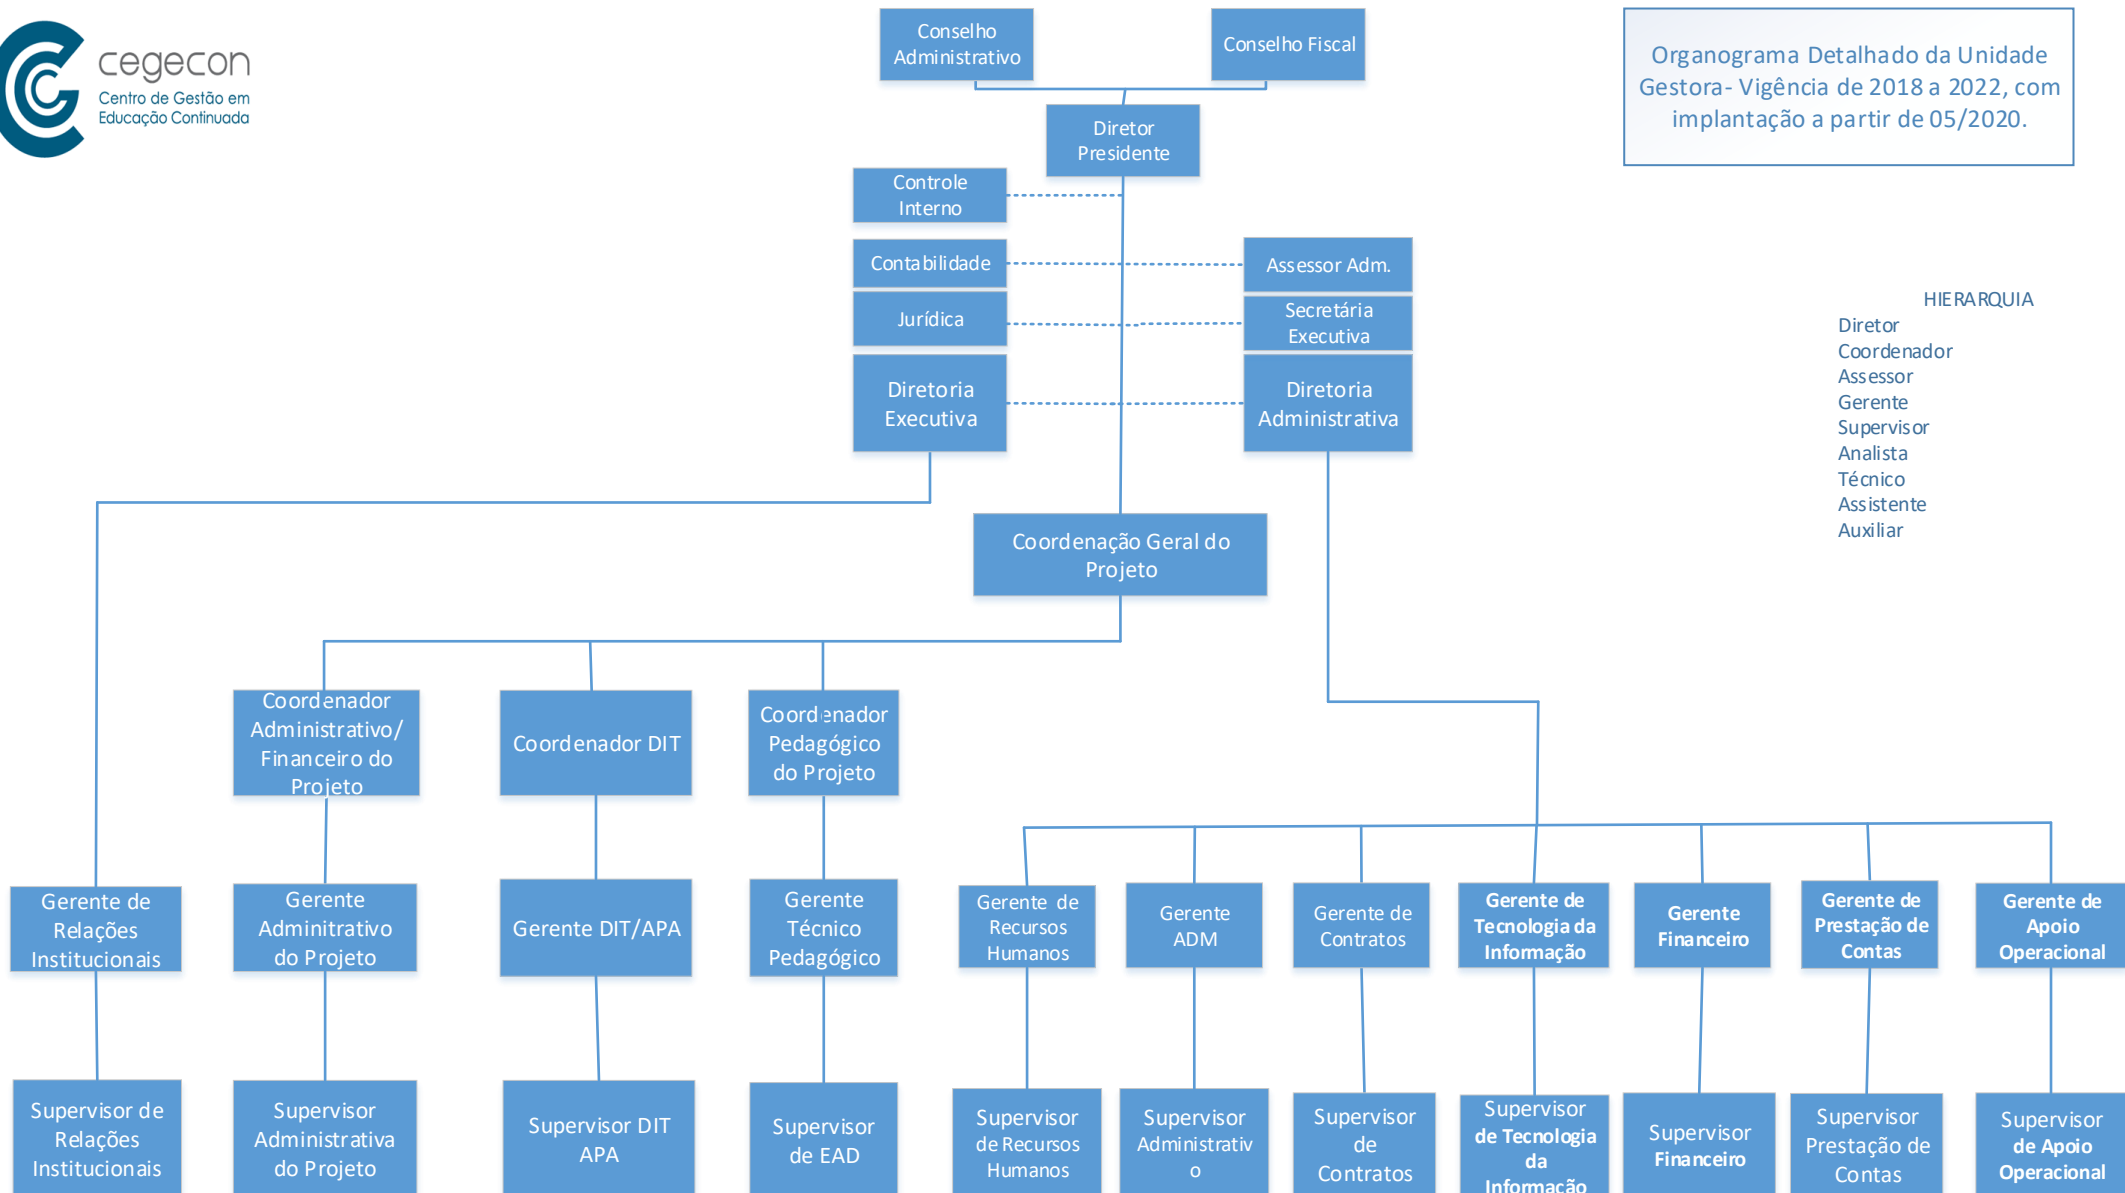 cegecon
Centro de Gestão em
Educação Continuada
Conselho
Administrativo
Conselho Fiscal
Organograma Detalhado da Unidade
Gestora- Vigência de 2018 a 2022, com
implantação a partir de 05/2020.
Diretor
Presidente
Controle
Interno
Contabilidade
Assessor Adm.
Jurídica
Secretária
Executiva
Diretoria
Executiva
Diretoria
Administrativa
HIERARQUIA
Diretor
Coordenador
Assessor
Gerente
Supervisor
Analista
Técnico
Assistente
Auxiliar
Coordenação Geral do
Projeto
Coordenador
Administrativo/
Financeiro do
Projeto
Coordenador DIT
Coordenador
Pedagógico
do Projeto
Gerente de
Relações
Institucionais
Gerente
Adminitrativo
do Projeto
Gerente DIT/APA
Gerente
Técnico
Pedagógico
Gerente de
Recursos
Humanos
Gerente
ADM
Gerente de
Contratos
Gerente de
Tecnologia da
Informação
Gerente
Financeiro
Gerente de
Prestação de
Contas
Gerente de
Apoio
Operacional
Supervisor de
Relações
Institucionais
Supervisor
Administrativa
do Projeto
Supervisor DIT
APA
Supervisor
de EAD
Supervisor
de Recursos
Humanos
Supervisor
Administrativ
o
Supervisor
de
Contratos
Supervisor
de Tecnologia
da
Informação
Supervisor
Financeiro
Supervisor
Prestação de
Contas
Supervisor
de Apoio
Operacional